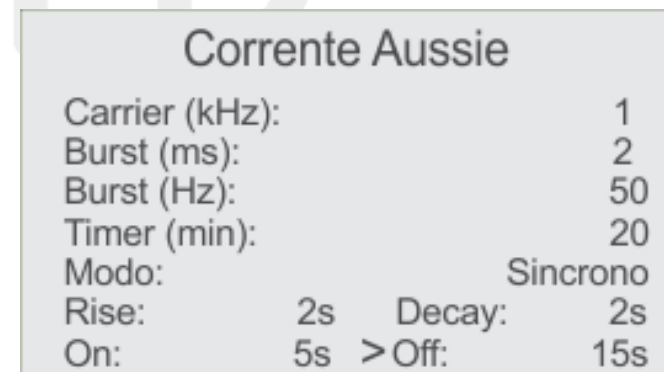 Corrente Aussie
Carrier (kHz): 1
Burst (ms): 2
Burst (Hz): 50
Timer (min): 20
Modo: Sincrono
Rise: 2s Decay: 2s
On: 5s >Off: 15s